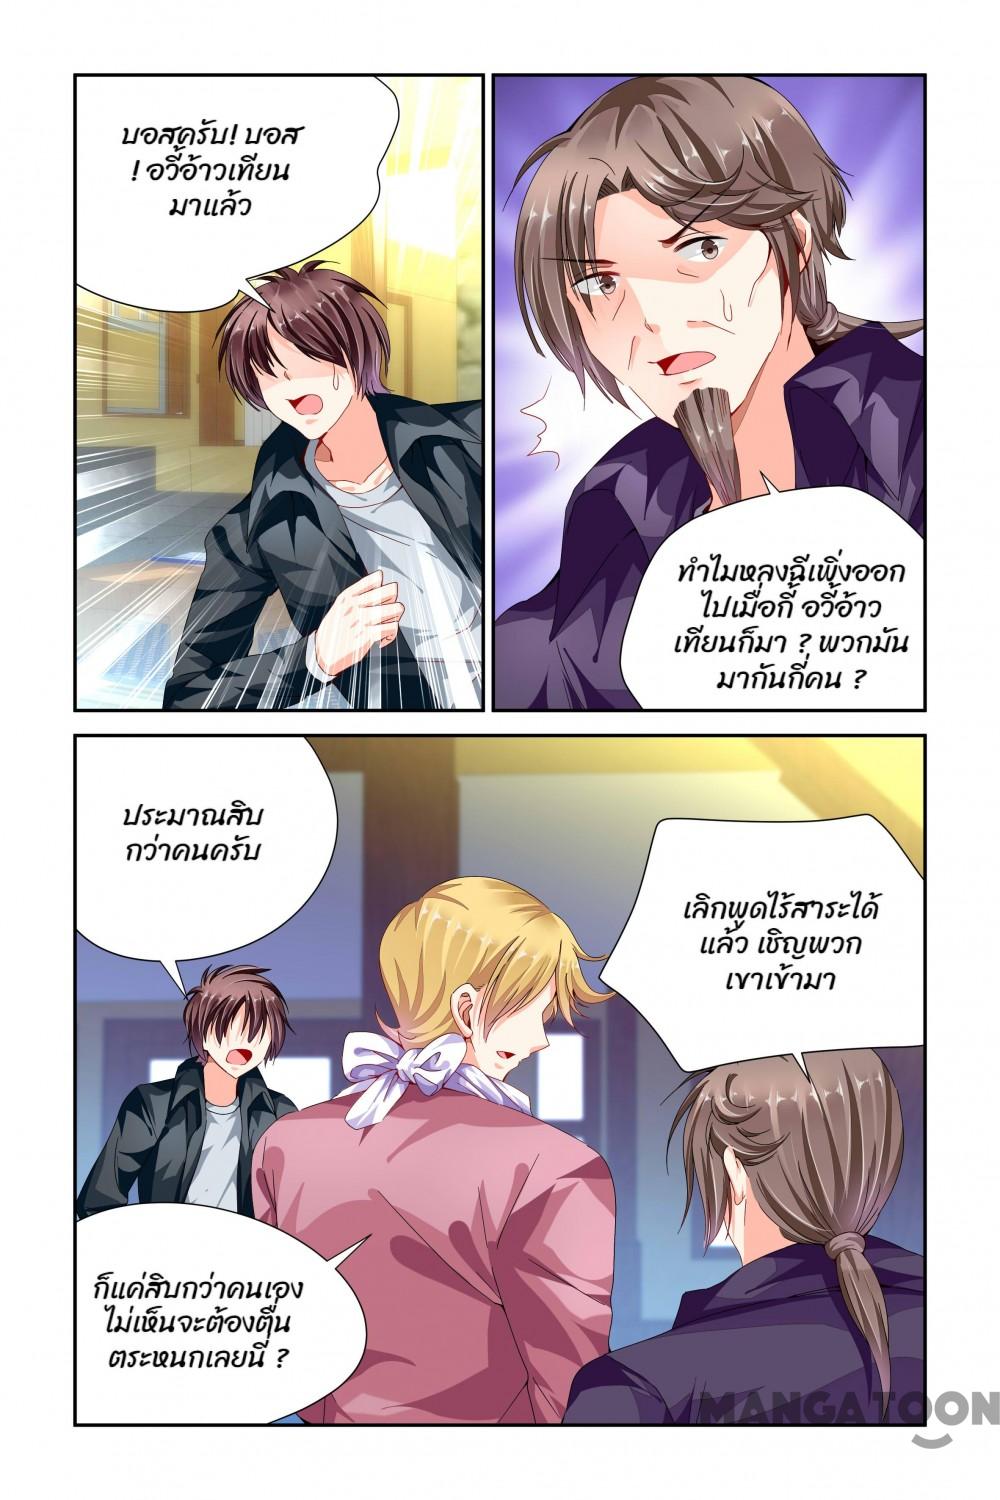 บอสครับ! บอส
! อวี้อ้าวเทียน
มาแล้ว
ทำไมหลงฉีเพิ่งออก
ไปเมื่อกี้ อวี้อ้าว
เทียนก็มา ? พวกมัน
มากันกี่คน ?
ประมาณสิบ
กว่าคนครับ
เลิกพูดไร้สาระได้
แล้ว เชิญพวก
เขาเข้ามา
ก็แค่สิบกว่าคนเอง
ไม่เห็นจะต้องตื่น
ตระหนกเลยนี่ ?
MANGATOON